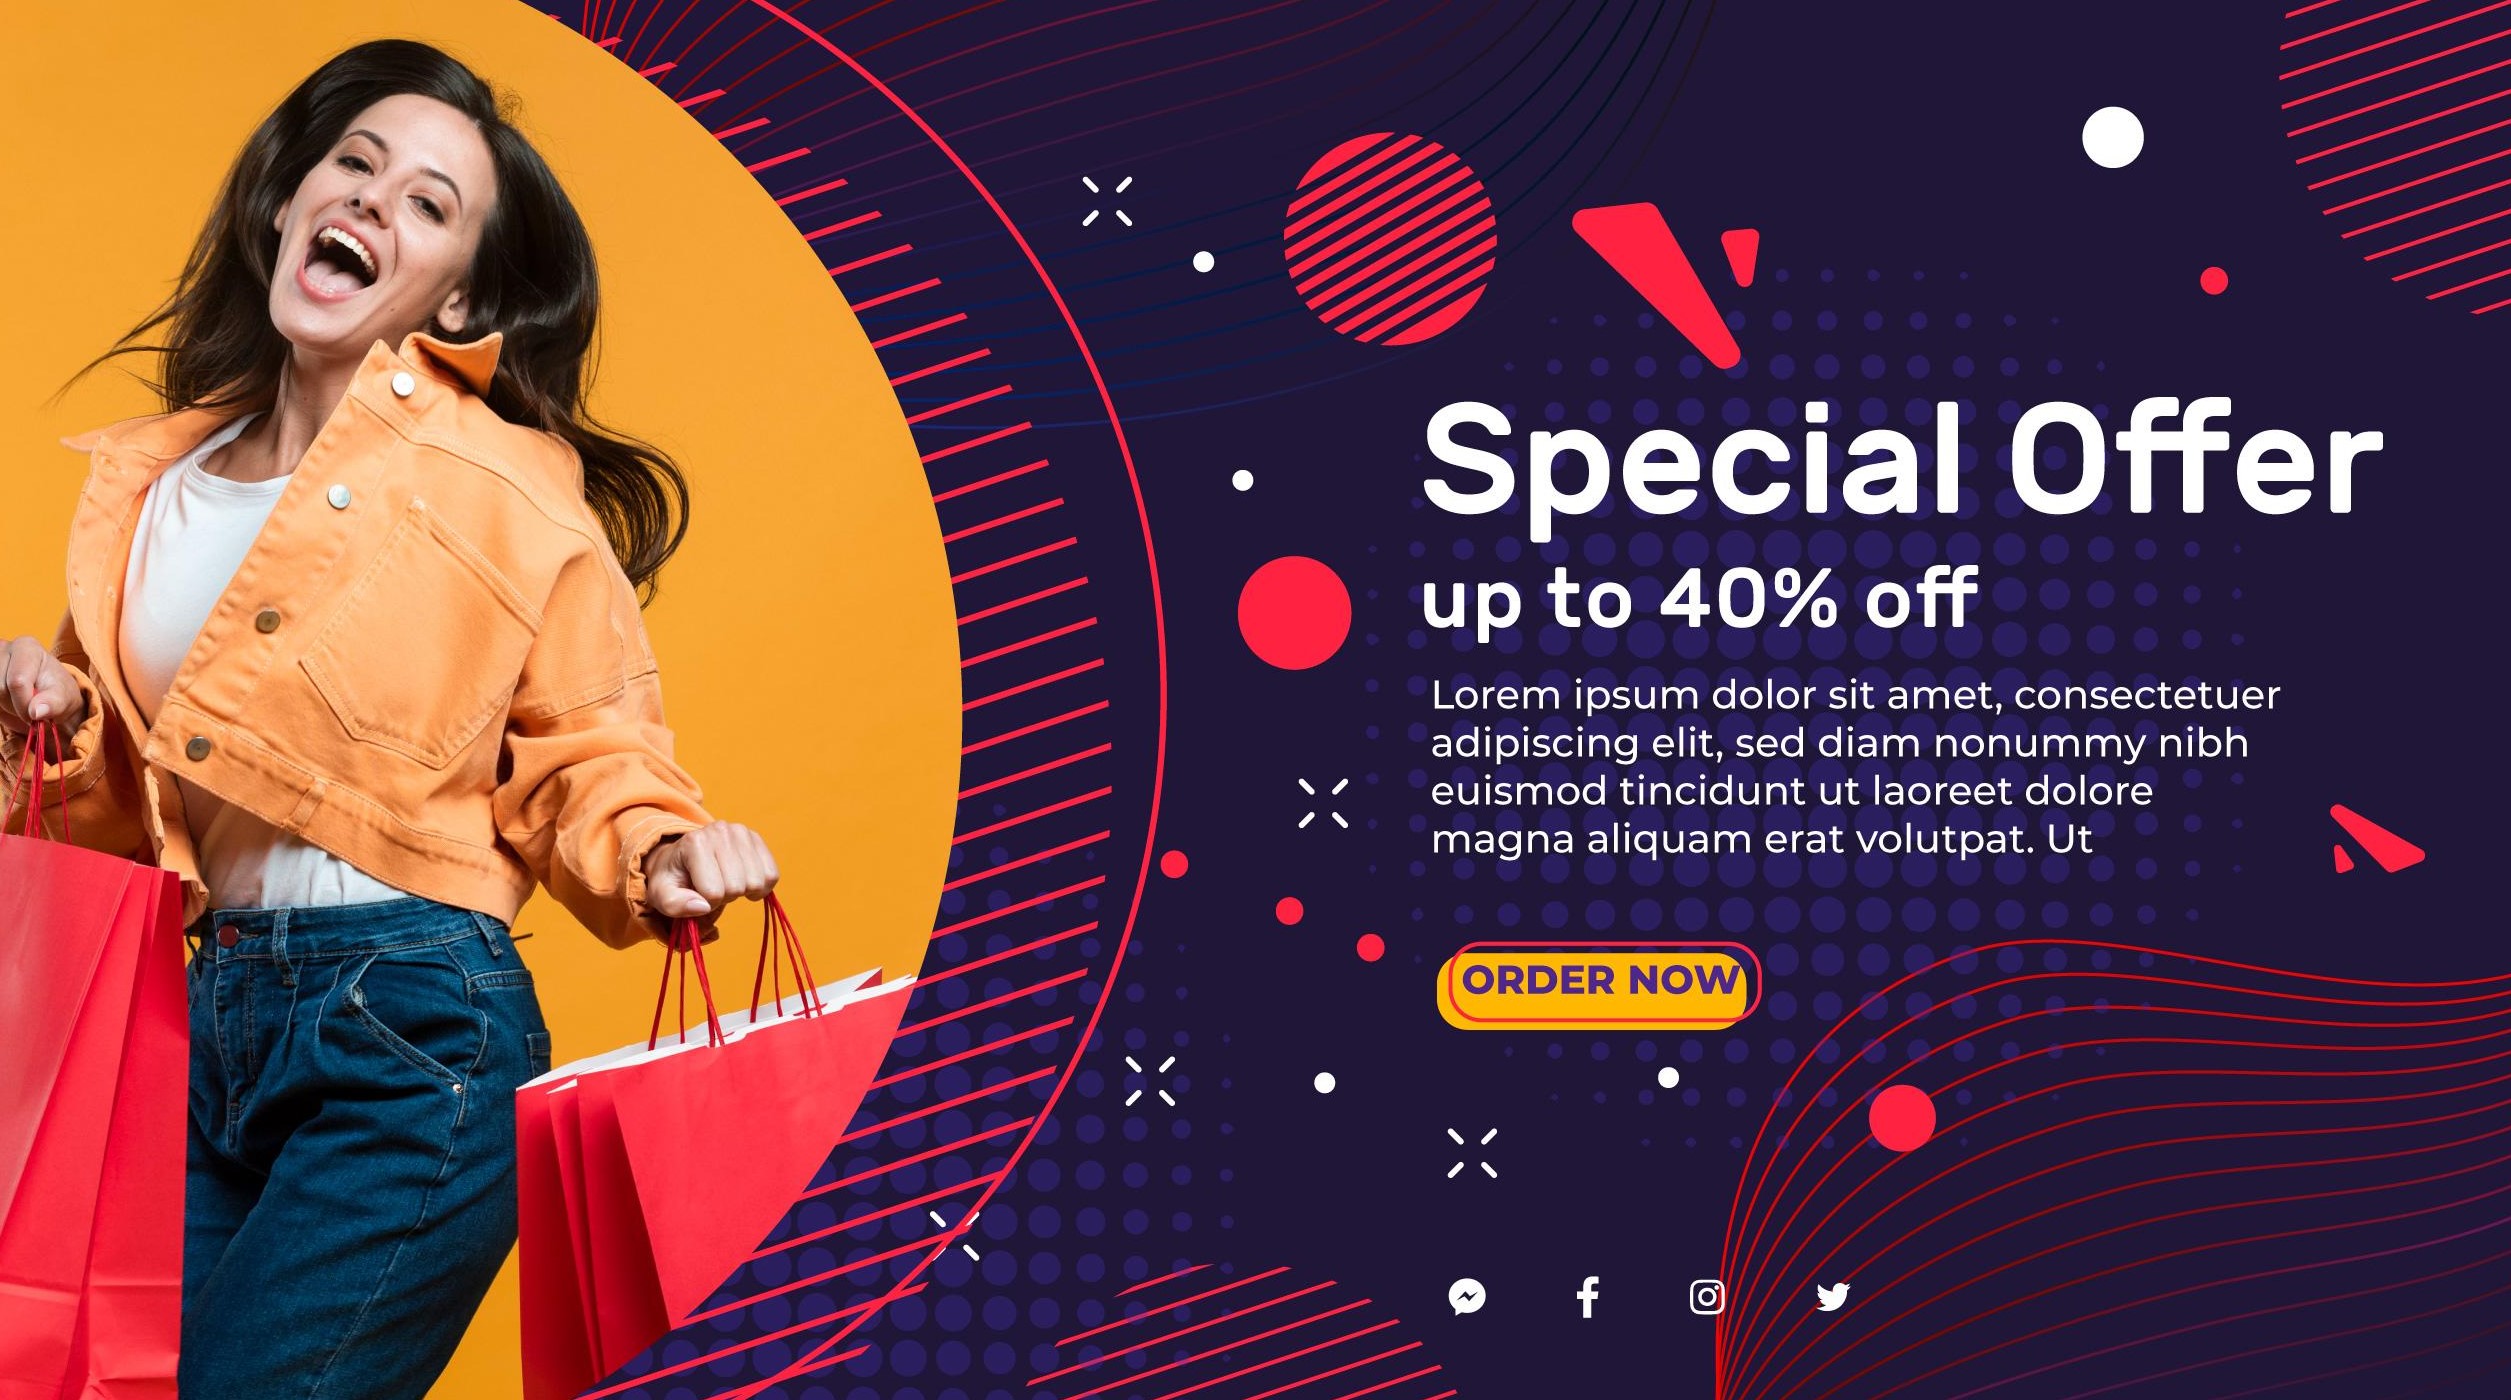 Special Offer
up to 40% off
Lorem ipsum dolor sit amet, consectetuer
adipiscing elit, sed diam nonummy nibh
euismod tincidunt ut laoreet dolore
magna aliquam erat volutpat. Ut
ORDER NOW